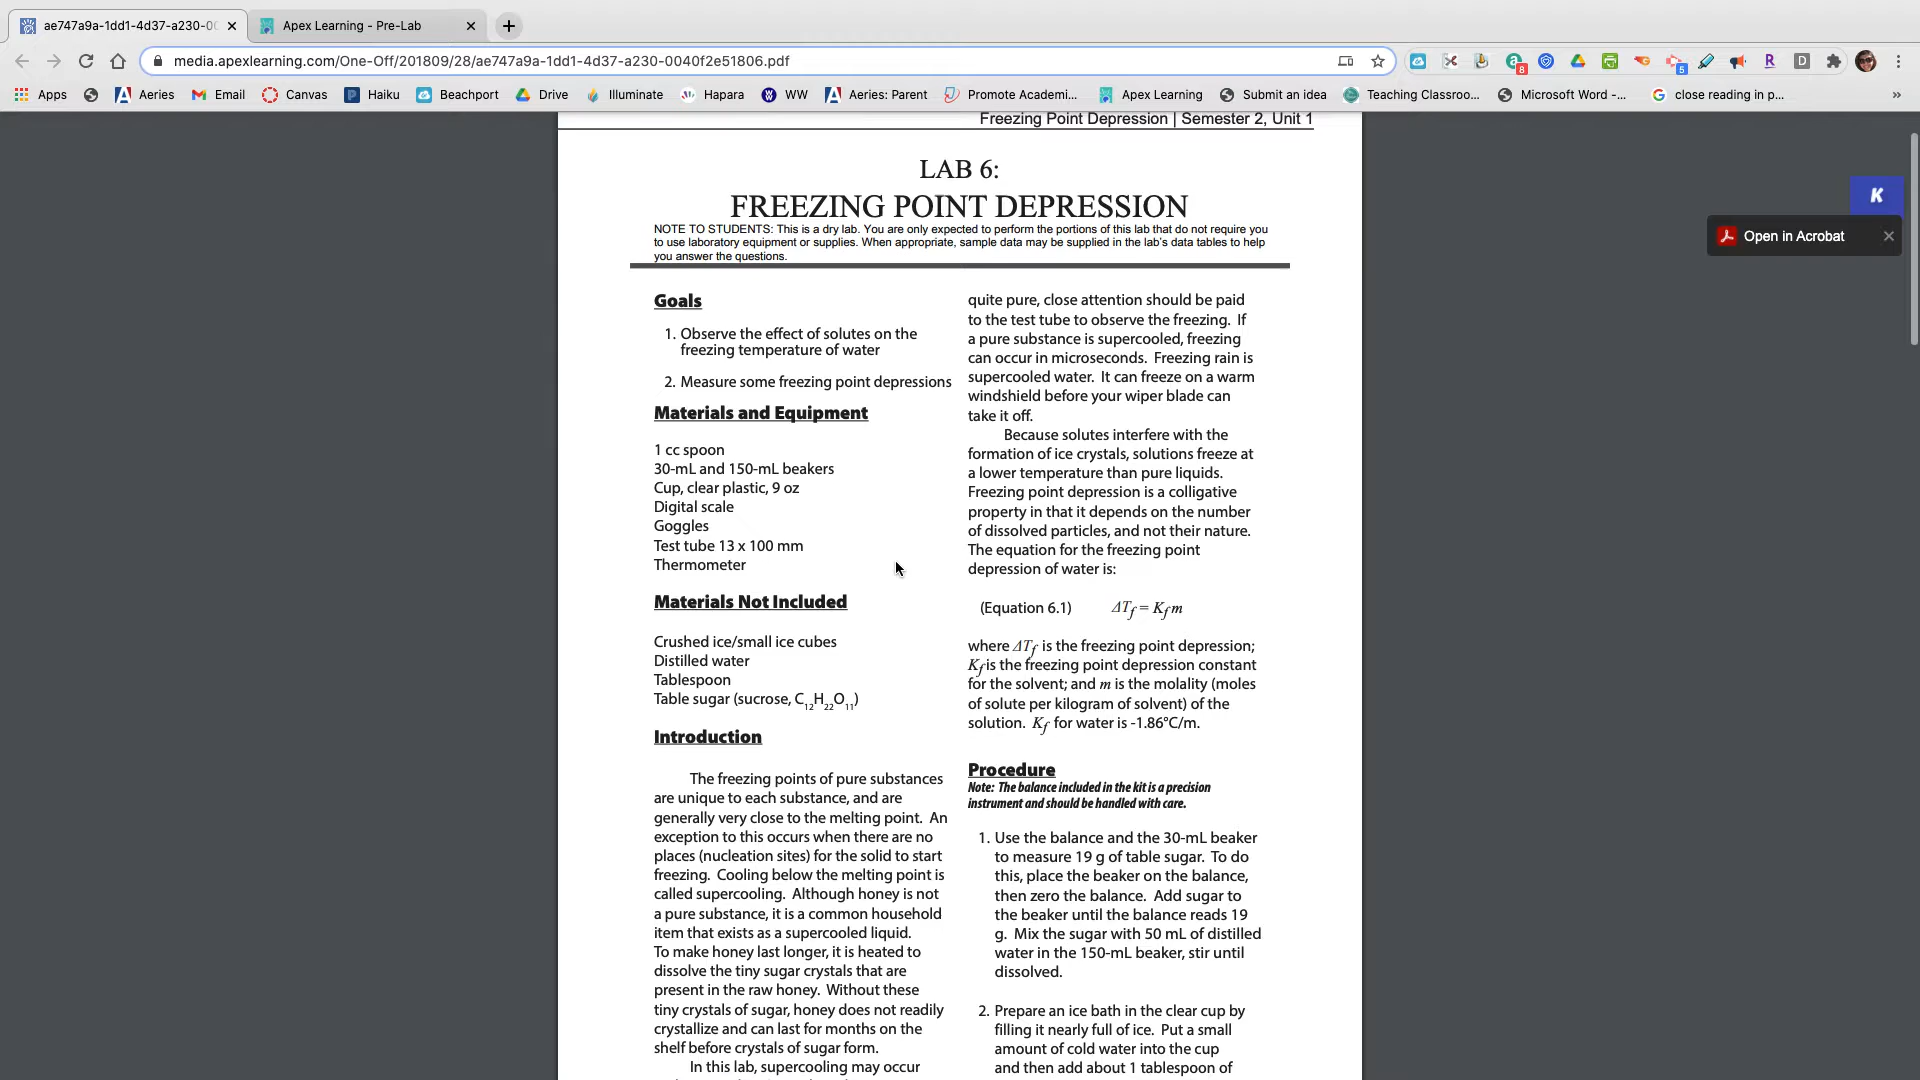 ae747a9a-1dd1-4d37-a230-00
Apex Learning - Pre-Lab
media.apexlearning.com/One-Off/201809/28/ae747a9a-1dd1-4d37-a230-0040f2e51806.pdf
8
5
R
D
Apps
Aeries
Email
Canvas
Haiku
Beachport
Drive
Illuminate
Hapara
WW
Aeries: Parent
Promote Academi...
Apex Learning
Submit an idea
Teaching Classroo...
Microsoft Word -...
close reading in p...
»
Freezing Point Depression | Semester 2, Unit 1
K
Open in Acrobat
LAB 6:
FREEZING POINT DEPRESSION
NOTE TO STUDENTS: This is a dry lab. You are only expected to perform the portions of this lab that do not require you
to use laboratory equipment or supplies. When appropriate, sample data may be supplied in the lab's data tables to help
you answer the questions.
Goals
1. Observe the effect of solutes on the
freezing temperature of water
2. Measure some freezing point depressions
Materials and Equipment
1 cc spoon
30-mL and 150-mL beakers
Cup, clear plastic, 9 oz
Digital scale
Goggles
Test tube 13 x 100 mm
Thermometer
Materials Not Included
Crushed ice/small ice cubes
Distilled water
Tablespoon
Table sugar (sucrose, C₁₂H₂₂O₁₁)
Introduction
The freezing points of pure substances
are unique to each substance, and are
generally very close to the melting point. An
exception to this occurs when there are no
places (nucleation sites) for the solid to start
freezing. Cooling below the melting point is
called supercooling. Although honey is not
a pure substance, it is a common household
item that exists as a supercooled liquid.
To make honey last longer, it is heated to
dissolve the tiny sugar crystals that are
present in the raw honey. Without these
tiny crystals of sugar, honey does not readily
crystallize and can last for months on the
shelf before crystals of sugar form.
In this lab, supercooling may occur
quite pure, close attention should be paid
to the test tube to observe the freezing. If
a pure substance is supercooled, freezing
can occur in microseconds. Freezing rain is
supercooled water. It can freeze on a warm
windshield before your wiper blade can
take it off.
Because solutes interfere with the
formation of ice crystals, solutions freeze at
a lower temperature than pure liquids.
Freezing point depression is a colligative
property in that it depends on the number
of dissolved particles, and not their nature.
The equation for the freezing point
depression of water is:
(Equation 6.1) ΔTf = Kf m
where ΔTf is the freezing point depression;
Kf is the freezing point depression constant
for the solvent; and m is the molality (moles
of solute per kilogram of solvent) of the
solution. Kf for water is -1.86°C/m.
Procedure
Note: The balance included in the kit is a precision
instrument and should be handled with care.
1. Use the balance and the 30-mL beaker
to measure 19 g of table sugar. To do
this, place the beaker on the balance,
then zero the balance. Add sugar to
the beaker until the balance reads 19
g. Mix the sugar with 50 mL of distilled
water in the 150-mL beaker, stir until
dissolved.
2. Prepare an ice bath in the clear cup by
filling it nearly full of ice. Put a small
amount of cold water into the cup
and then add about 1 tablespoon of